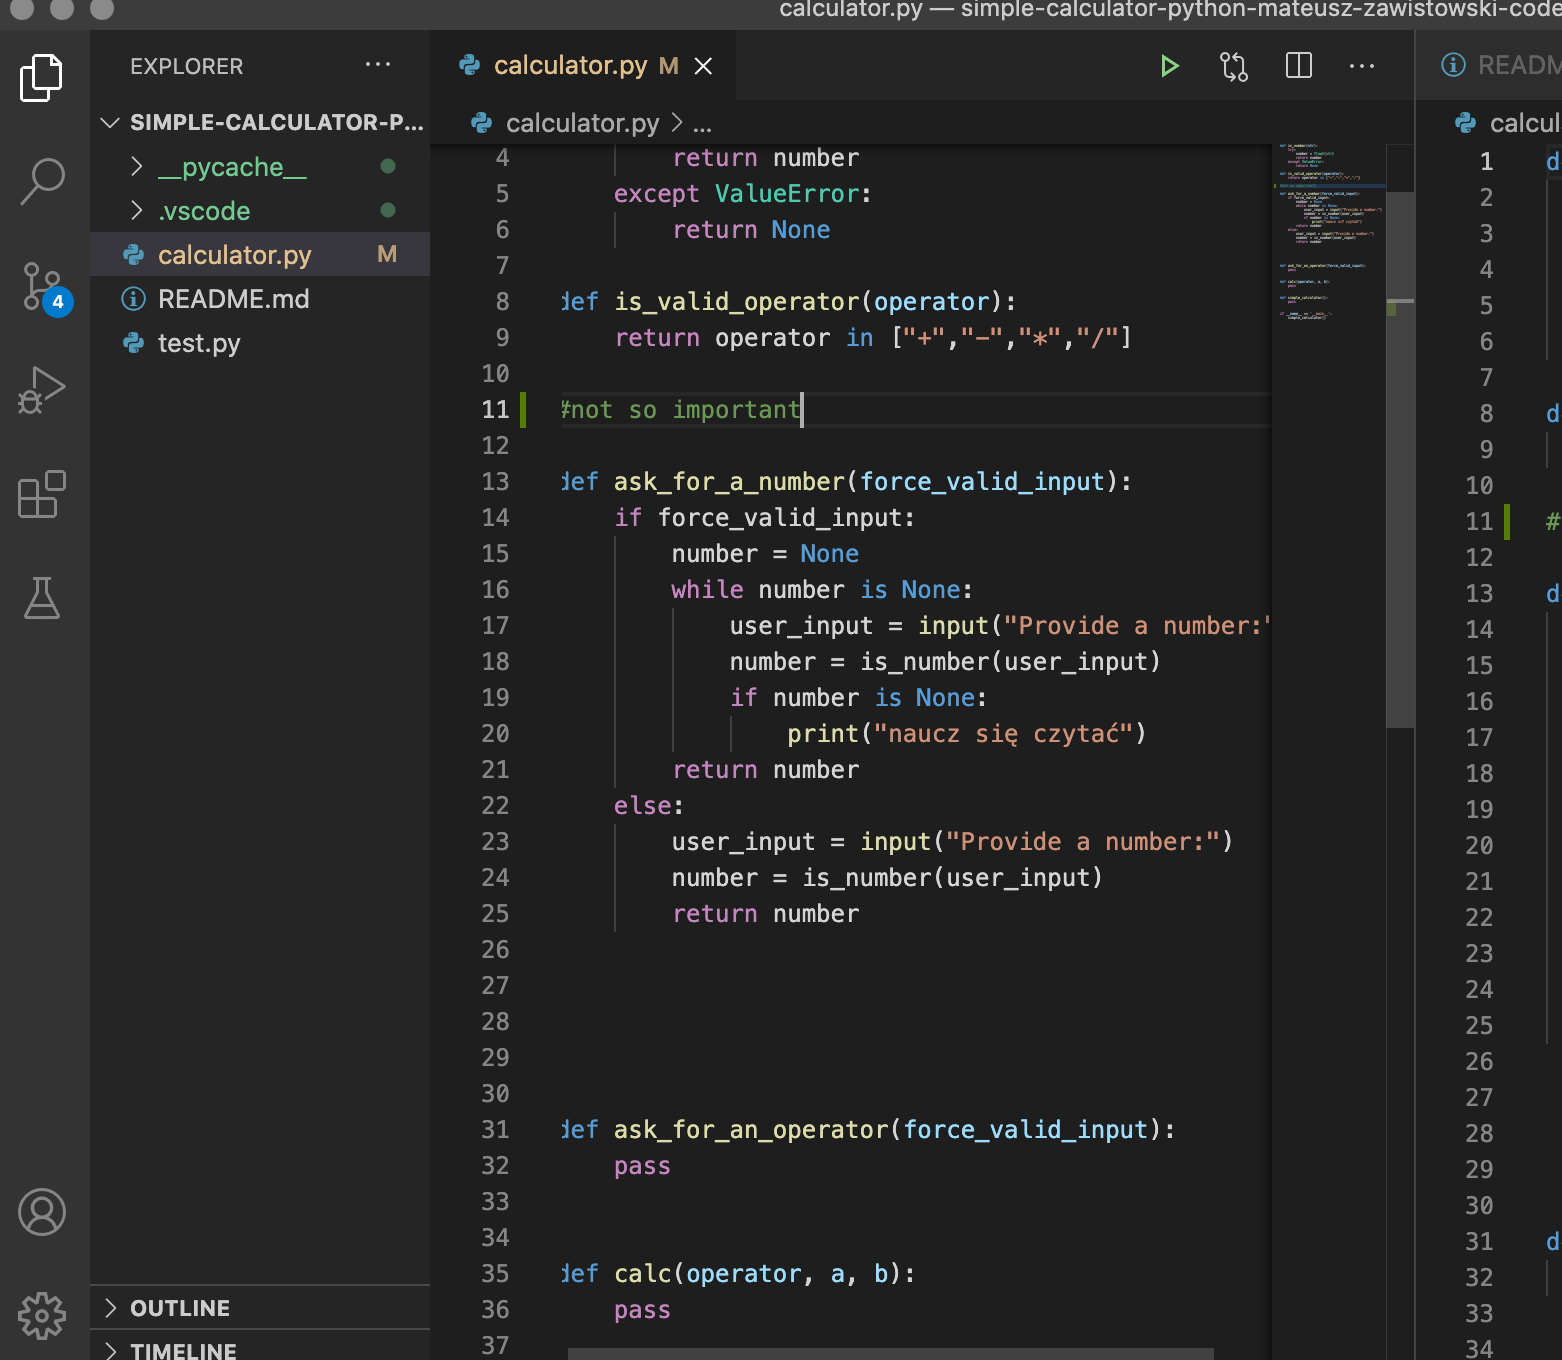 calculator.py — simple-calculator-python-mateusz-zawistowski-code
EXPLORER
SIMPLE-CALCULATOR-P...
__pycache__
.vscode
calculator.py M
README.md
test.py
4
OUTLINE
TIMELINE
calculator.py M
calculator.py > ...
4 return number
5 except ValueError:
6 return None
7
8 def is_valid_operator(operator):
9 return operator in ["+","-","*","/"]
10
11 #not so important
12
13 def ask_for_a_number(force_valid_input):
14 if force_valid_input:
15 number = None
16 while number is None:
17 user_input = input("Provide a number:"
18 number = is_number(user_input)
19 if number is None:
20 print("naucz się czytać")
21 return number
22 else:
23 user_input = input("Provide a number:")
24 number = is_number(user_input)
25 return number
26
27
28
29
30
31 def ask_for_an_operator(force_valid_input):
32 pass
33
34
35 def calc(operator, a, b):
36 pass
37
READM
calcul
1 d
2
3
4
5
6
7
8 d
9
10
11 #
12
13 d
14
15
16
17
18
19
20
21
22
23
24
25
26
27
28
29
30
31 d
32
33
34